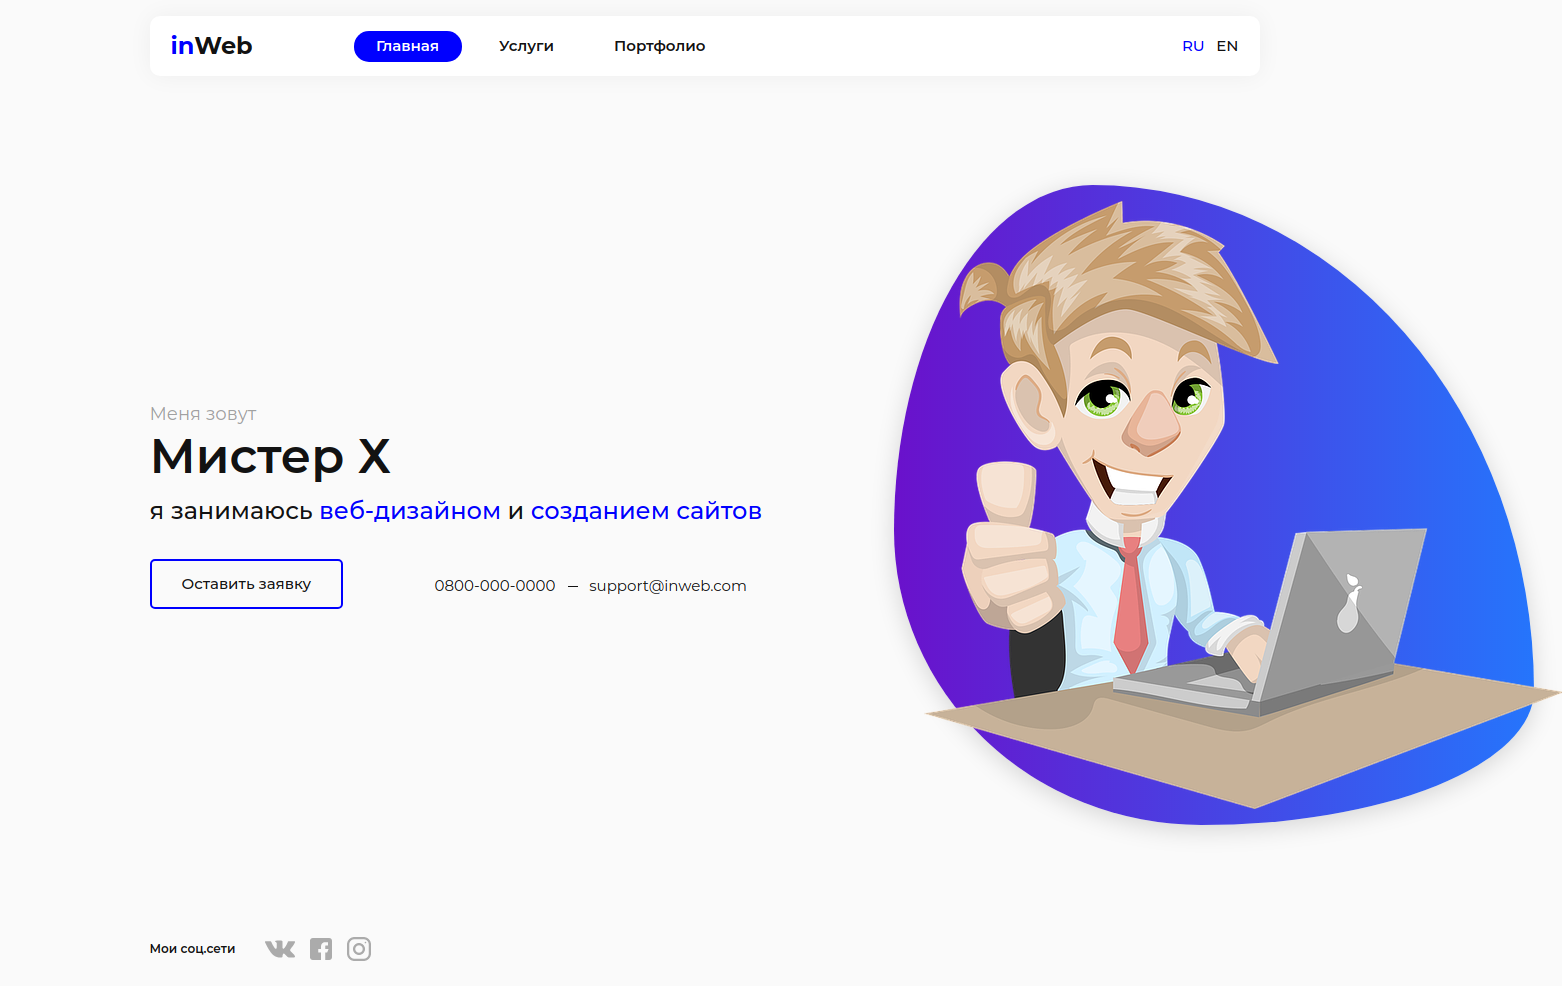 inWeb
Главная Услуги Портфолио
RU EN
Меня зовут
Мистер X
я занимаюсь веб-дизайном и созданием сайтов
Оставить заявку
0800-000-0000 — support@inweb.com
Мои соц.сети